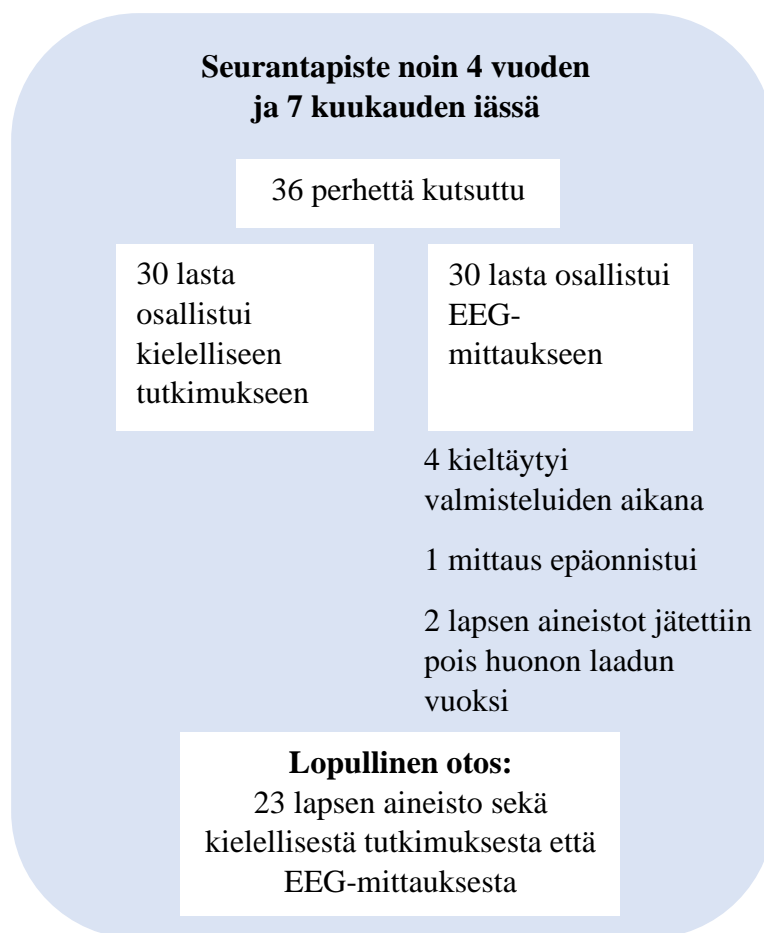 Seurantapiste noin 4 vuoden
ja 7 kuukauden iässä
36 perhettä kutsuttu
30 lasta
osallistui
kielelliseen
tutkimukseen
30 lasta osallistui
EEG-
mittaukseen
4 kieltäytyi
valmisteluiden aikana
1 mittaus epäonnistui
2 lapsen aineistot jätettiin
pois huonon laadun
vuoksi
Lopullinen otos:
23 lapsen aineisto sekä
kielellisestä tutkimuksesta että
EEG-mittauksesta